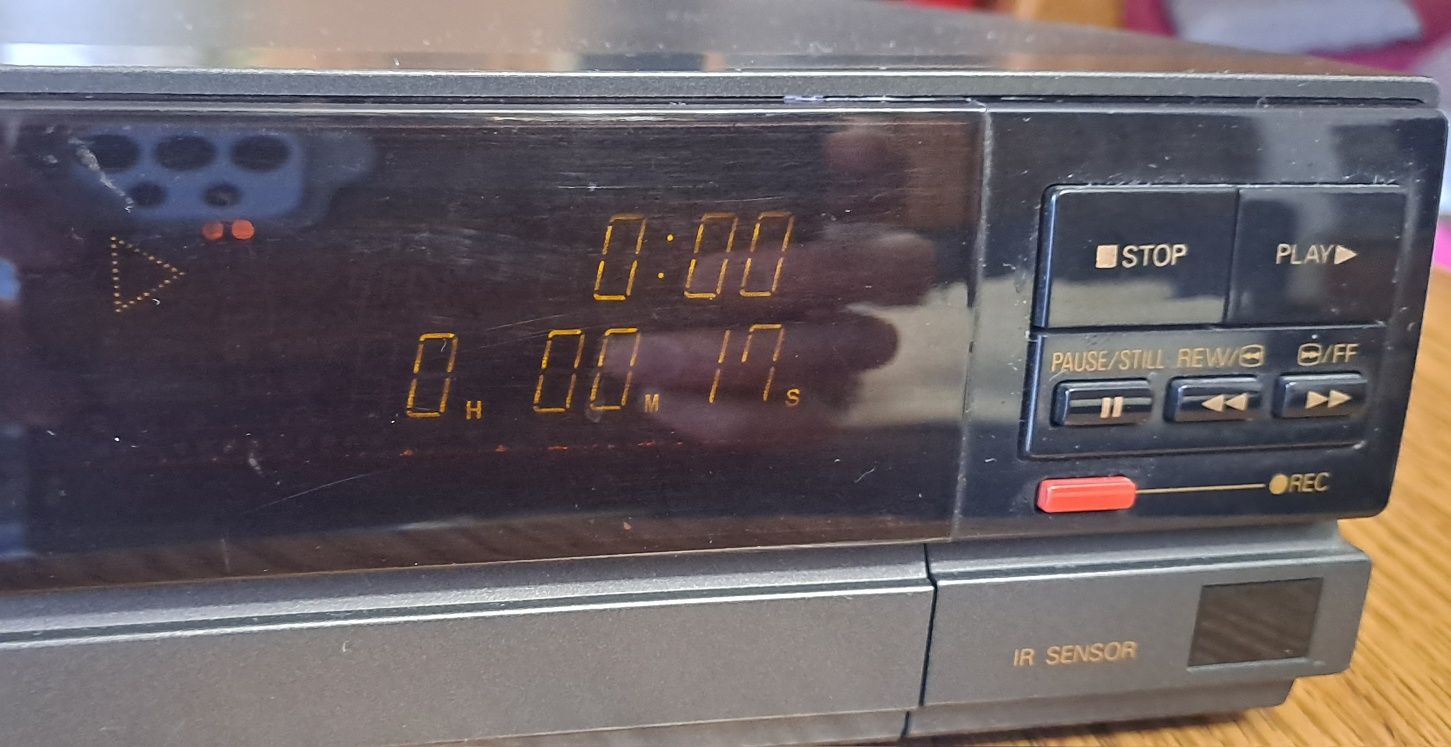 0:00
0H 00M 17S
■STOP PLAY▶
PAUSE/STILL REW/◀◀ ▶▶/FF
●REC
IR SENSOR